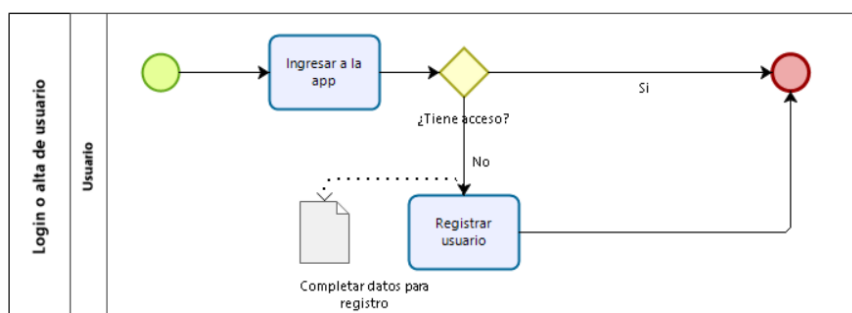 Login o alta de usuario
Usuario
Ingresar a la
app
¿Tiene acceso?
Si
No
Registrar
usuario
Completar datos para
registro